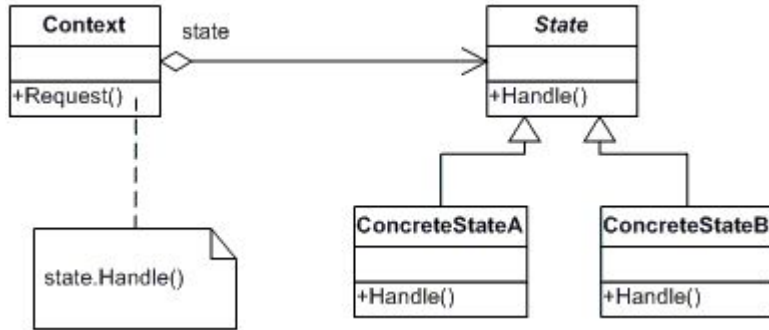 Context
state
State
+Request()
+Handle()
ConcreteStateA
ConcreteStateB
state.Handle()
+Handle()
+Handle()